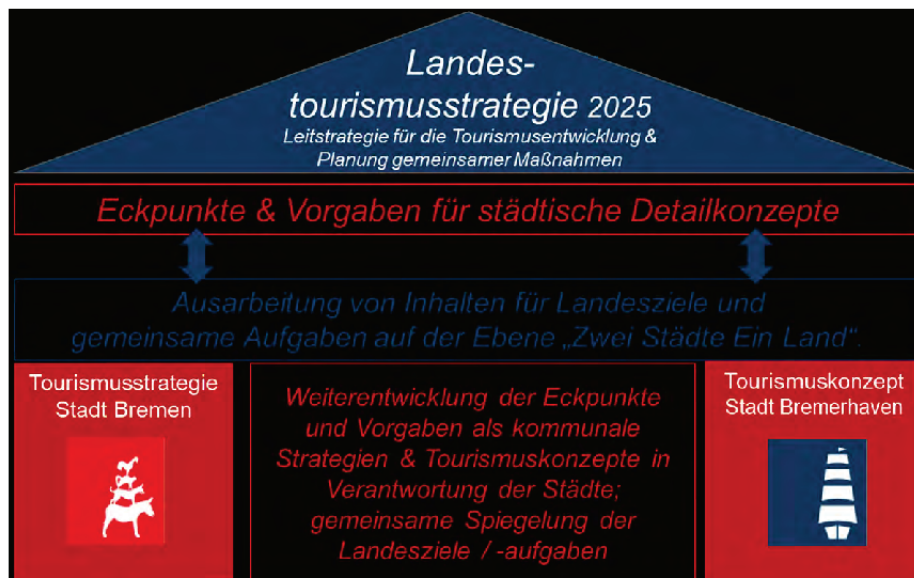 Landes-
tourismusstrategie 2025
Leitstrategie für die Tourismusentwicklung &
Planung gemeinsamer Maßnahmen
Eckpunkte & Vorgaben für städtische Detailkonzepte
Ausarbeitung von Inhalten für Landesziele und
gemeinsame Aufgaben auf der Ebene „Zwei Städte Ein Land“.
Tourismusstrategie
Stadt Bremen
Weiterentwicklung der Eckpunkte
und Vorgaben als kommunale
Strategien & Tourismuskonzepte in
Verantwortung der Städte;
gemeinsame Spiegelung der
Landesziele / -aufgaben
Tourismuskonzept
Stadt Bremerhaven